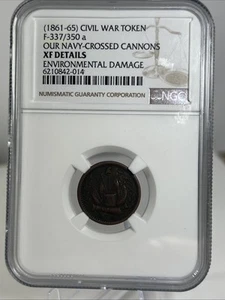 (1861-65) CIVIL WAR TOKEN
F-337/350 a
OUR NAVY-CROSSED CANNONS
XF DETAILS
ENVIRONMENTAL DAMAGE
6210842-014
NUMISMATIC GUARANTY CORPORATION
NGC